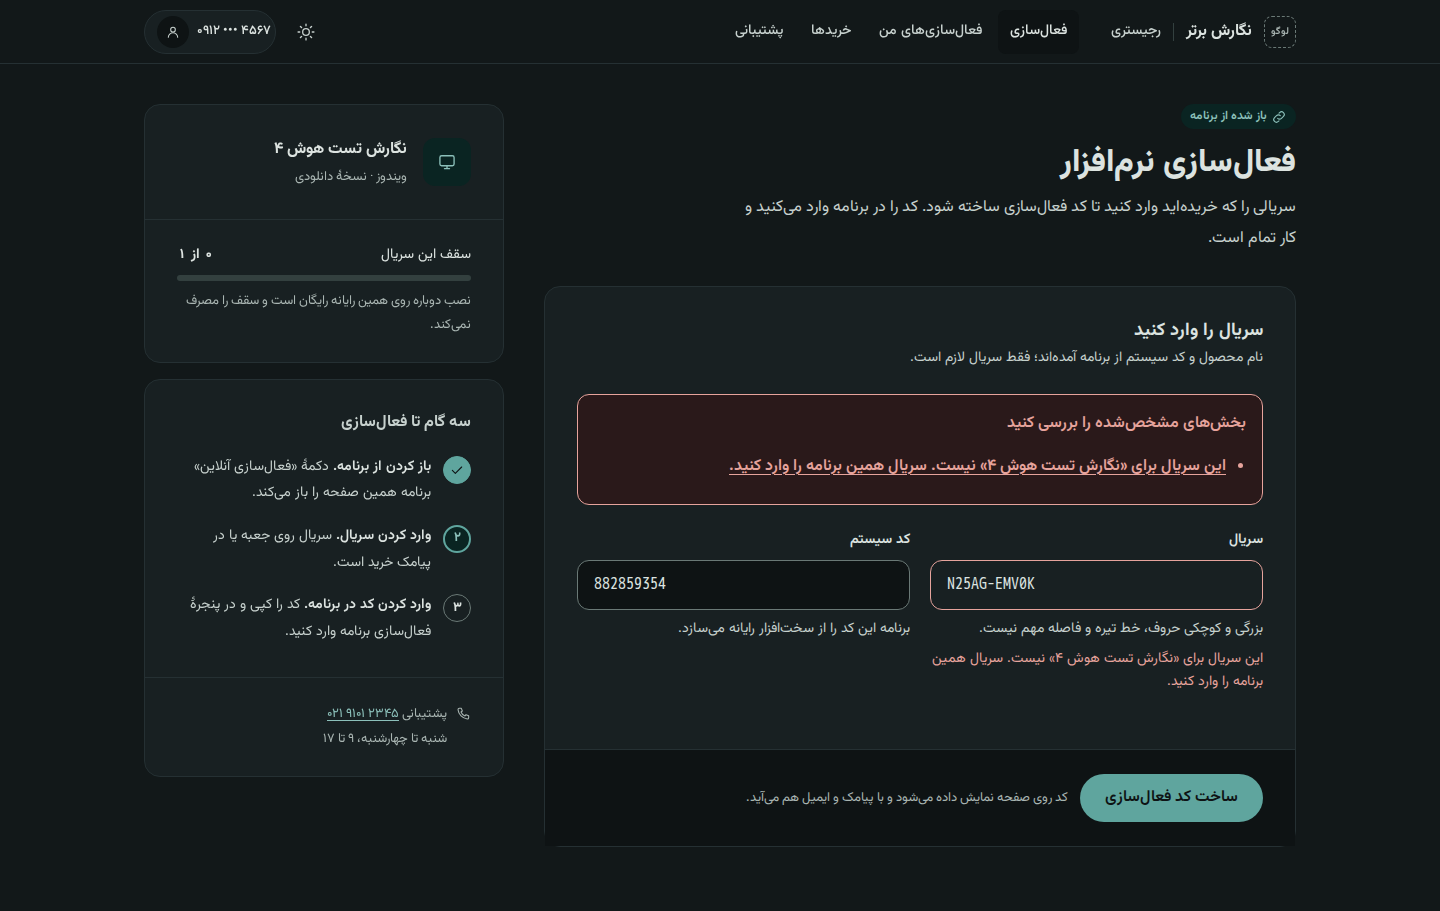 لوگو
نگارش برتر
رجیستری
فعال‌سازی
فعال‌سازی‌های من
خریدها
پشتیبانی
۰۹۱۲ ••• ۴۵۶۷
باز شده از برنامه
فعال‌سازی نرم‌افزار
سریالی را که خریده‌اید وارد کنید تا کد فعال‌سازی ساخته شود. کد را در برنامه وارد می‌کنید و
کار تمام است.
سریال را وارد کنید
نام محصول و کد سیستم از برنامه آمده‌اند؛ فقط سریال لازم است.
بخش‌های مشخص‌شده را بررسی کنید
• این سریال برای «نگارش تست هوش ۴» نیست. سریال همین برنامه را وارد کنید.
سریال
N25AG-EMV0K
بزرگی و کوچکی حروف، خط تیره و فاصله مهم نیست.
این سریال برای «نگارش تست هوش ۴» نیست. سریال همین
برنامه را وارد کنید.
کد سیستم
882859354
برنامه این کد را از سخت‌افزار رایانه می‌سازد.
ساخت کد فعال‌سازی
کد روی صفحه نمایش داده می‌شود و با پیامک و ایمیل هم می‌آید.
نگارش تست هوش ۴
ویندوز · نسخهٔ دانلودی
سقف این سریال
۰ از ۱
نصب دوباره روی همین رایانه رایگان است و سقف را مصرف
نمی‌کند.
سه گام تا فعال‌سازی
باز کردن از برنامه. دکمهٔ «فعال‌سازی آنلاین»
برنامه همین صفحه را باز می‌کند.
۲
وارد کردن سریال. سریال روی جعبه یا در
پیامک خرید است.
۳
وارد کردن کد در برنامه. کد را کپی و در پنجرهٔ
فعال‌سازی برنامه وارد کنید.
پشتیبانی ۰۲۱ ۹۱۰۱ ۲۳۴۵
شنبه تا چهارشنبه، ۹ تا ۱۷